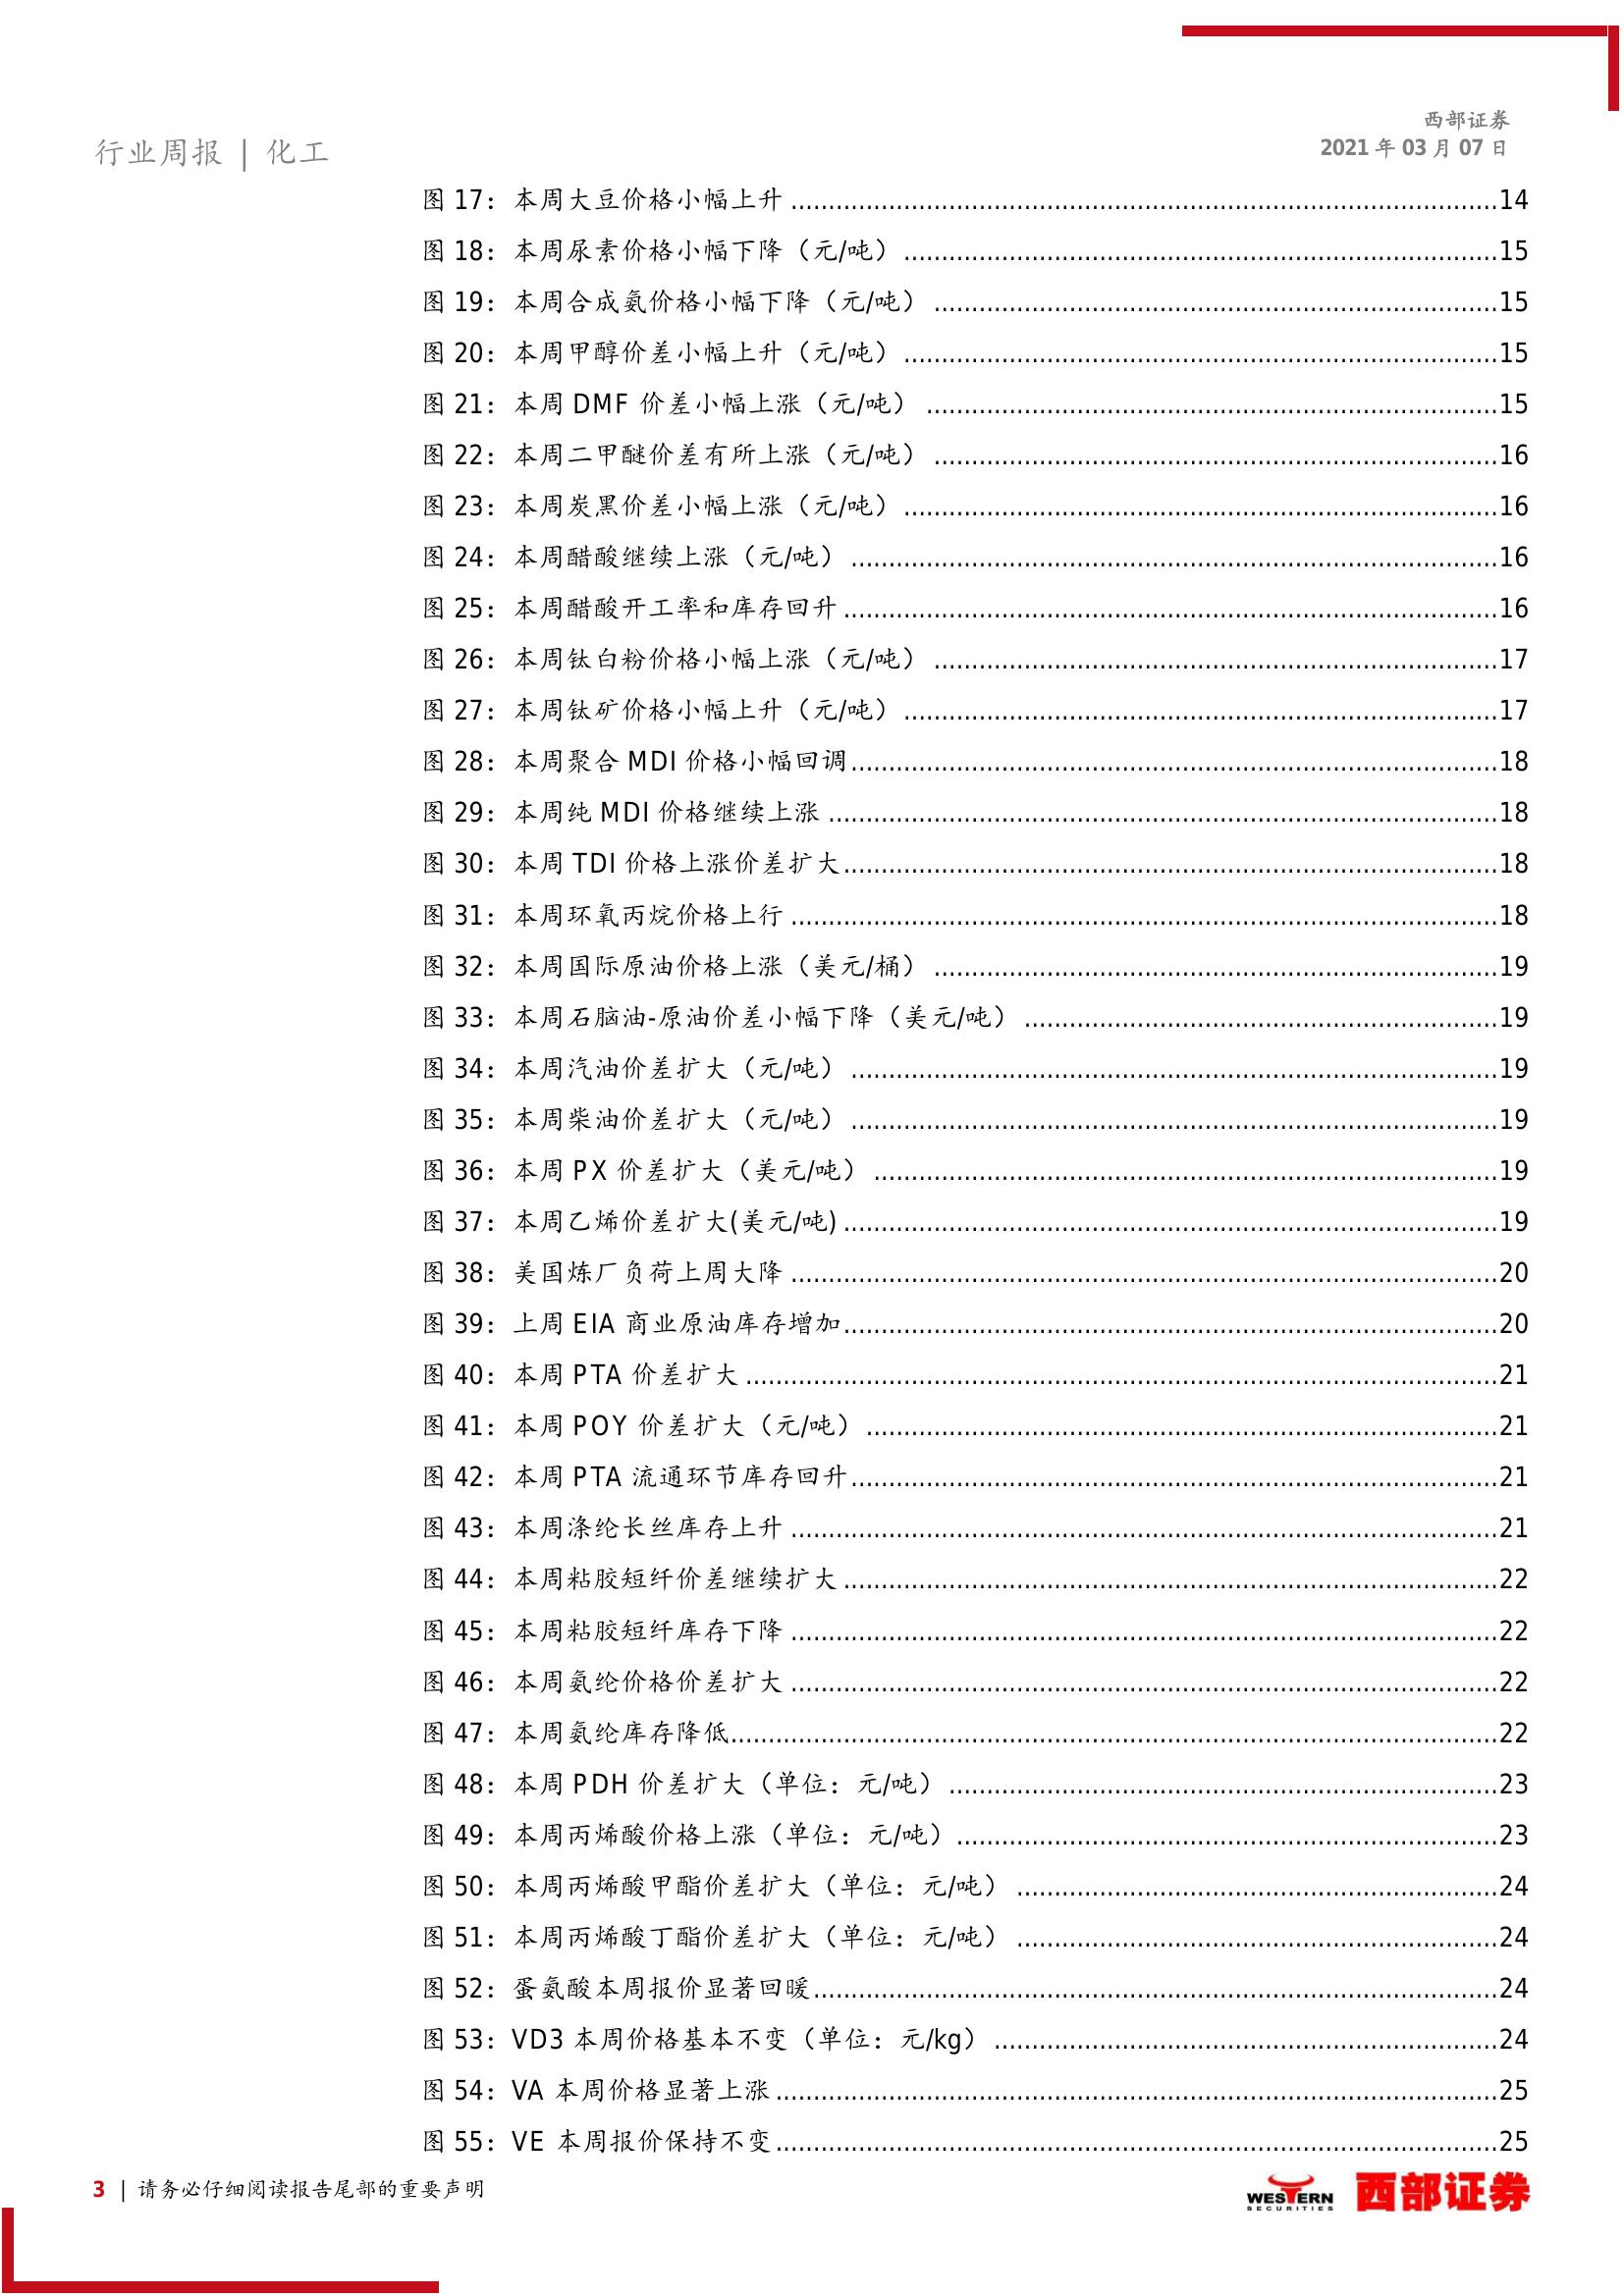 西部证券
行业周报 | 化工
2021 年 03 月 07 日
图 17：本周大豆价格小幅上升 ........................................14
图 18：本周尿素价格小幅下降（元/吨） ........................................15
图 19：本周合成氨价格小幅下降（元/吨） ........................................15
图 20：本周甲醇价差小幅上升（元/吨） ........................................15
图 21：本周 DMF 价差小幅上涨（元/吨） ........................................15
图 22：本周二甲醚价差有所上涨（元/吨） ........................................16
图 23：本周炭黑价差小幅上涨（元/吨） ........................................16
图 24：本周醋酸继续上涨（元/吨） ........................................16
图 25：本周醋酸开工率和库存回升 ........................................16
图 26：本周钛白粉价格小幅上涨（元/吨） ........................................17
图 27：本周钛矿价格小幅上升（元/吨） ........................................17
图 28：本周聚合 MDI 价格小幅回调 ........................................18
图 29：本周纯 MDI 价格继续上涨 ........................................18
图 30：本周 TDI 价格上涨价差扩大 ........................................18
图 31：本周环氧丙烷价格上行 ........................................18
图 32：本周国际原油价格上涨（美元/桶） ........................................19
图 33：本周石脑油-原油价差小幅下降（美元/吨） ........................................19
图 34：本周汽油价差扩大（元/吨） ........................................19
图 35：本周柴油价差扩大（元/吨） ........................................19
图 36：本周 PX 价差扩大（美元/吨） ........................................19
图 37：本周乙烯价差扩大(美元/吨) ........................................19
图 38：美国炼厂负荷上周大降 ........................................20
图 39：上周 EIA 商业原油库存增加 ........................................20
图 40：本周 PTA 价差扩大 ........................................21
图 41：本周 POY 价差扩大（元/吨） ........................................21
图 42：本周 PTA 流通环节库存回升 ........................................21
图 43：本周涤纶长丝库存上升 ........................................21
图 44：本周粘胶短纤价差继续扩大 ........................................22
图 45：本周粘胶短纤库存下降 ........................................22
图 46：本周氨纶价格价差扩大 ........................................22
图 47：本周氨纶库存降低 ........................................22
图 48：本周 PDH 价差扩大（单位：元/吨） ........................................23
图 49：本周丙烯酸价格上涨（单位：元/吨） ........................................23
图 50：本周丙烯酸甲酯价差扩大（单位：元/吨） ........................................24
图 51：本周丙烯酸丁酯价差扩大（单位：元/吨） ........................................24
图 52：蛋氨酸本周报价显著回暖 ........................................24
图 53：VD3 本周价格基本不变（单位：元/kg） ........................................24
图 54：VA 本周价格显著上涨 ........................................25
图 55：VE 本周报价保持不变 ........................................25
3 | 请务必仔细阅读报告尾部的重要声明
WESTERN SECURITIES 西部证券